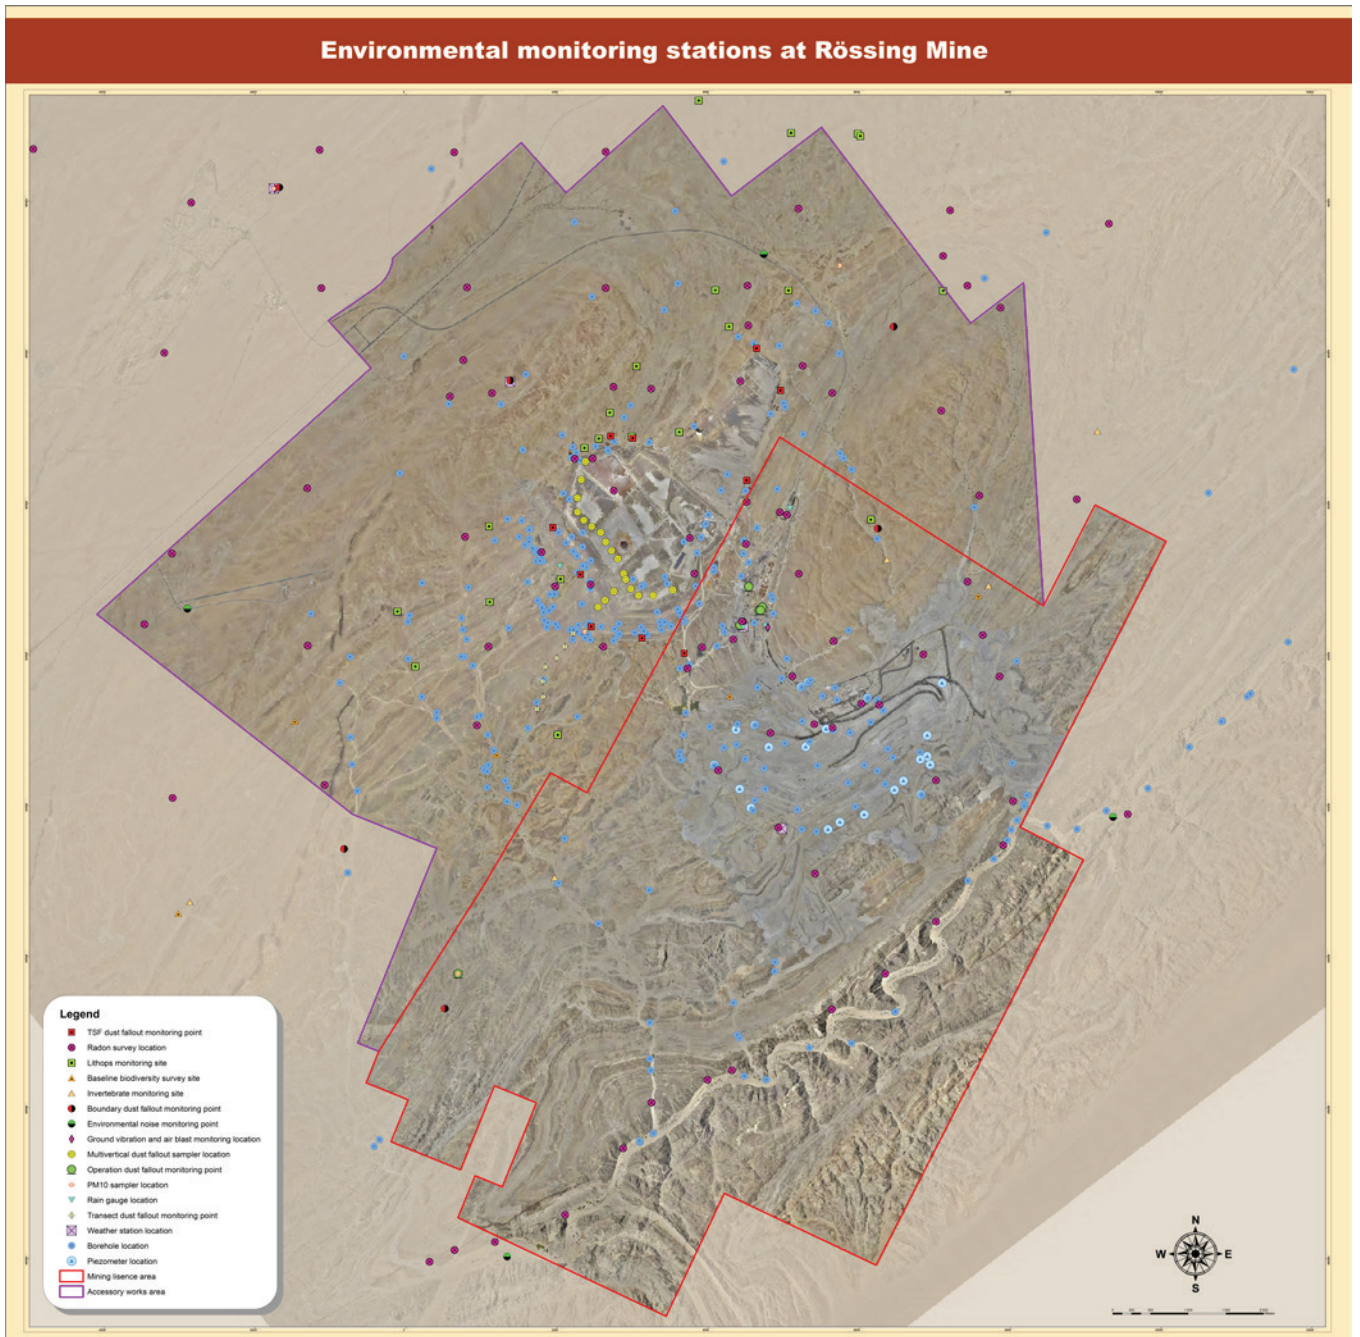 Environmental monitoring stations at Rössing Mine
Legend
TSF dust fallout monitoring point
Radon survey location
Lithops monitoring site
Baseline biodiversity survey site
Invertebrate monitoring site
Boundary dust fallout monitoring point
Environmental noise monitoring point
Ground vibration and air blast monitoring location
Multivertical dust fallout sampler location
Operation dust fallout monitoring point
PM10 sampler location
Rain gauge location
Transect dust fallout monitoring point
Weather station location
Borehole location
Piezometer location
Mining lisence area
Accessory works area
N
W E
S